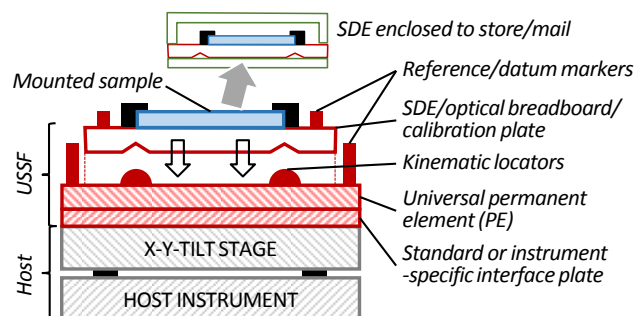 SDE enclosed to store/mail
Mounted sample
Reference/datum markers
SDE/optical breadboard/
calibration plate
Kinematic locators
Universal permanent
element (PE)
Standard or instrument
-specific interface plate
USSF
Host
X-Y-TILT STAGE
HOST INSTRUMENT